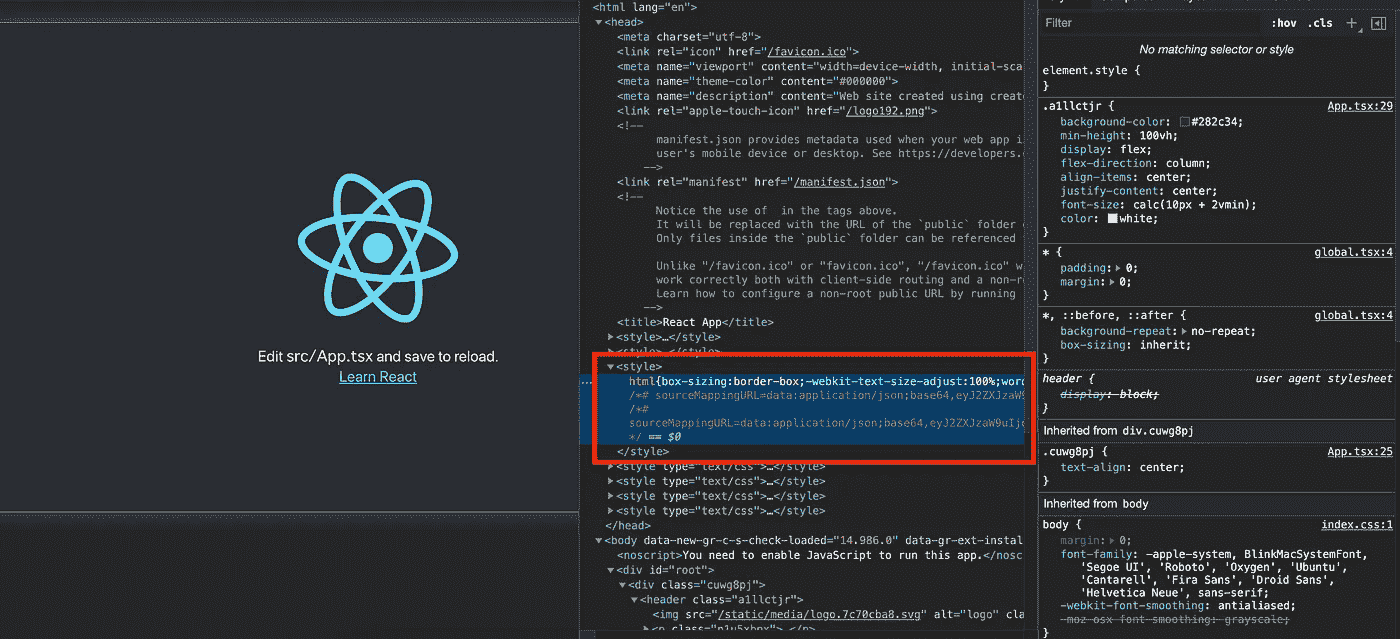 Edit src/App.tsx and save to reload.
Learn React
<html lang="en">
<head>
<meta charset="utf-8">
<link rel="icon" href="/favicon.ico">
<meta name="viewport" content="width=device-width, initial-sca
<meta name="theme-color" content="#000000">
<meta name="description" content="Web site created using creat
<link rel="apple-touch-icon" href="/logo192.png">
<!--
manifest.json provides metadata used when your web app i
user's mobile device or desktop. See https://developers.
-->
<link rel="manifest" href="/manifest.json">
<!--
Notice the use of  in the tags above.
It will be replaced with the URL of the `public` folder
Only files inside the `public` folder can be referenced
Unlike "/favicon.ico" or "favicon.ico", "/favicon.ico" w
work correctly both with client-side routing and a non-r
Learn how to configure a non-root public URL by running
-->
<title>React App</title>
<style>…</style>
<style>…</style>
<style>
html{box-sizing:border-box;-webkit-text-size-adjust:100%;word
/*# sourceMappingURL=data:application/json;base64,eyJ2ZXJzaW9
/*#
sourceMappingURL=data:application/json;base64,eyJ2ZXJzaW9uIj
*/ == $0
</style>
<style type="text/css">…</style>
<style type="text/css">…</style>
<style type="text/css">…</style>
<style type="text/css">…</style>
</head>
<body data-new-gr-c-s-check-loaded="14.986.0" data-gr-ext-instal
<noscript>You need to enable JavaScript to run this app.</nosc
<div id="root">
<div class="cuwg8pj">
<header class="a1llctjr">
<img src="/static/media/logo.7c70cba8.svg" alt="logo" cla
Filter :hov .cls +
No matching selector or style
element.style {
}
.a1llctjr { App.tsx:29
background-color: #282c34;
min-height: 100vh;
display: flex;
flex-direction: column;
align-items: center;
justify-content: center;
font-size: calc(10px + 2vmin);
color: white;
}
* { global.tsx:4
padding: 0;
margin: 0;
}
*, ::before, ::after { global.tsx:4
background-repeat: no-repeat;
box-sizing: inherit;
}
header { user agent stylesheet
display: block;
}
Inherited from div.cuwg8pj
.cuwg8pj { App.tsx:25
text-align: center;
}
Inherited from body
body { index.css:1
margin: 0;
font-family: -apple-system, BlinkMacSystemFont,
'Segoe UI', 'Roboto', 'Oxygen', 'Ubuntu',
'Cantarell', 'Fira Sans', 'Droid Sans',
'Helvetica Neue', sans-serif;
-webkit-font-smoothing: antialiased;
-moz-osx-font-smoothing: grayscale;
}